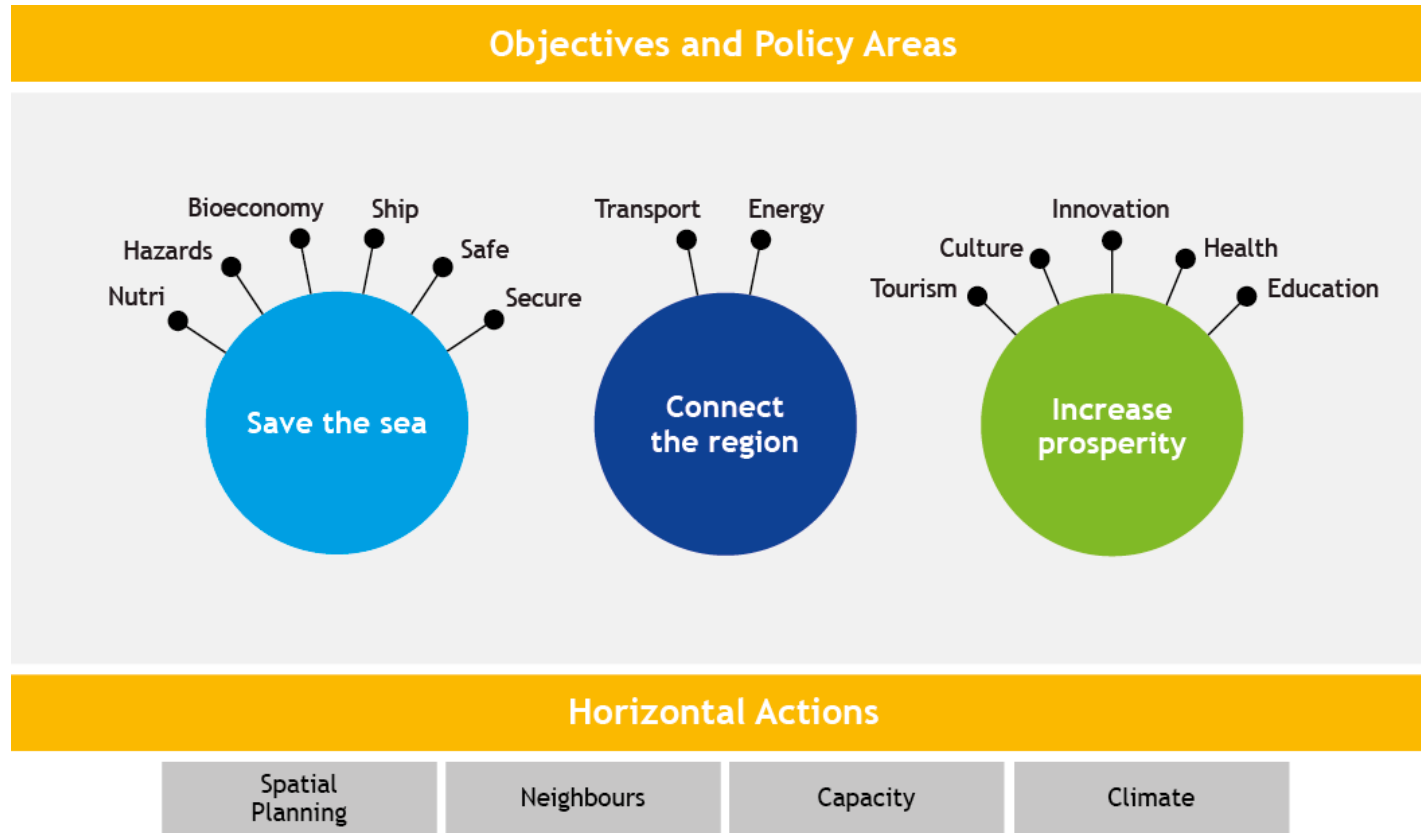 Objectives and Policy Areas
Nutri
Hazards
Bioeconomy
Ship
Safe
Secure
Save the sea
Transport
Energy
Connect
the region
Tourism
Culture
Innovation
Health
Education
Increase
prosperity
Horizontal Actions
Spatial
Planning
Neighbours
Capacity
Climate